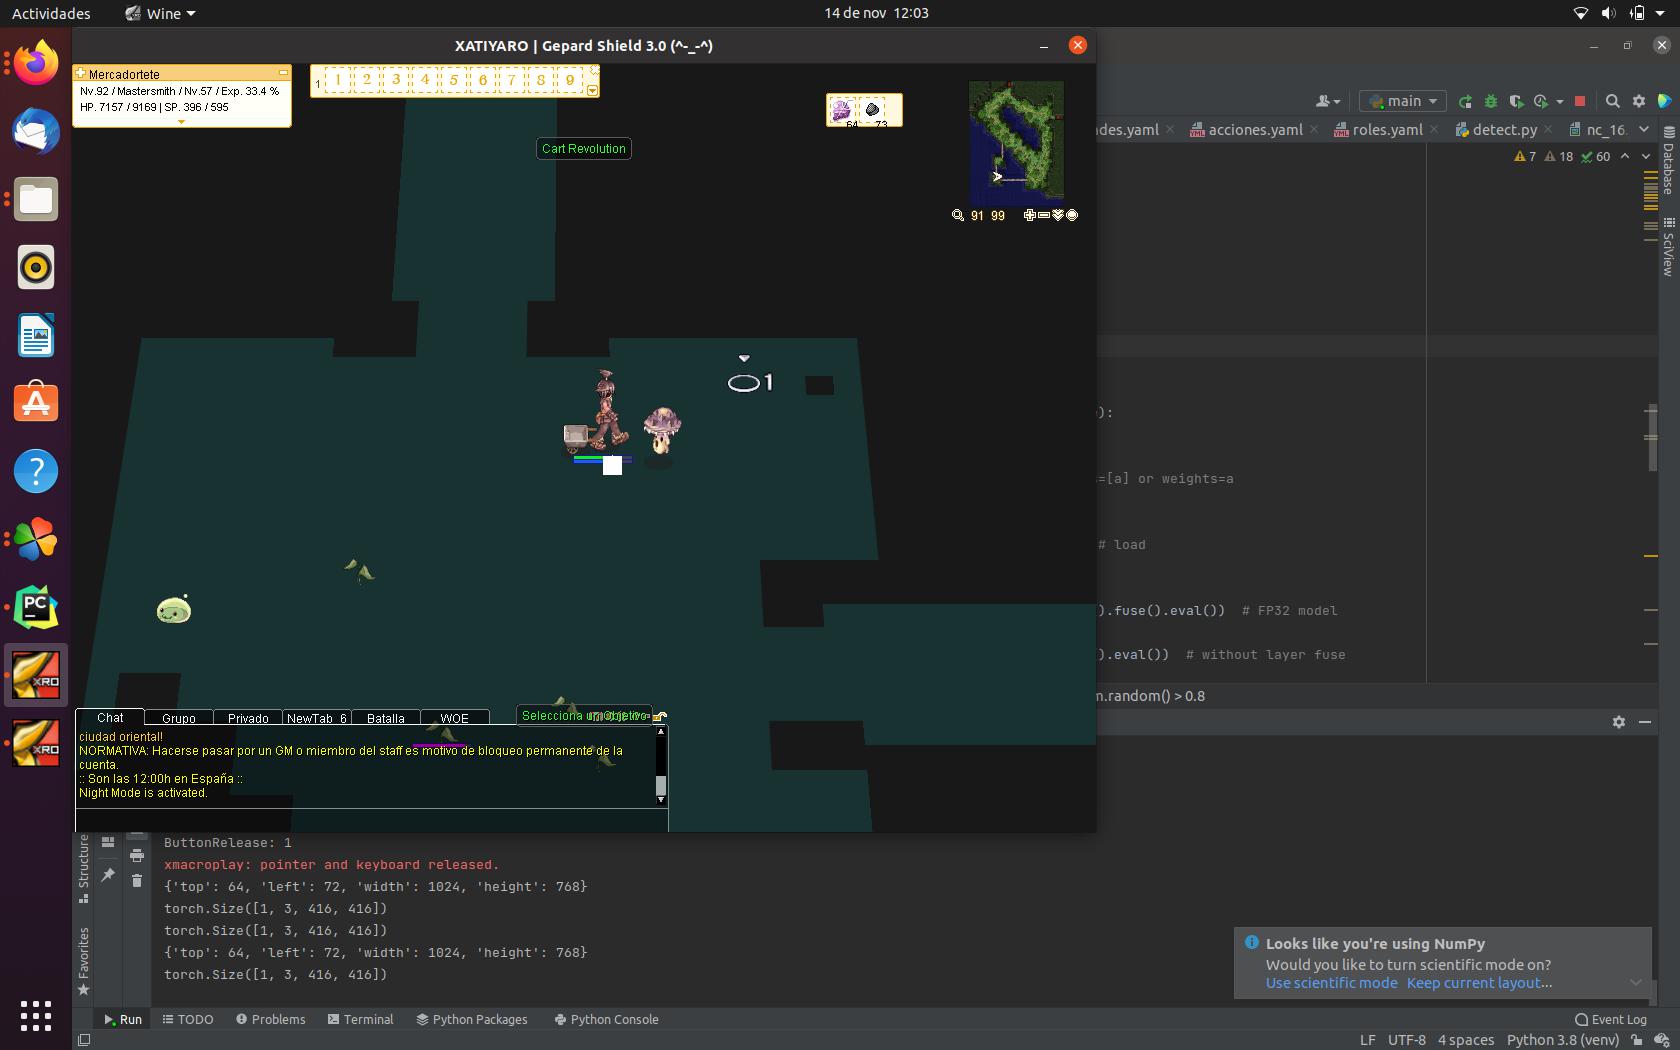 Actividades
Wine
14 de nov 12:03
XATIYARO | Gepard Shield 3.0 (^-_-^)
Mercadortete
Nv.92 / Mastersmith / Nv.57 / Exp. 33.4 %
HP. 7157 / 9169 | SP. 396 / 595
1
1 2 3 4 5 6 7 8 9
64 73
Cart Revolution
91 99
1
main
des.yaml
acciones.yaml
roles.yaml
detect.py
nc_16.
7 18 60
Database
SciView
):
=[a] or weights=a
# load
).fuse().eval()) # FP32 model
).eval()) # without layer fuse
m.random() > 0.8
Chat Grupo Privado NewTab_6 Batalla WOE
Selecciona un objetivo
ciudad oriental!
NORMATIVA: Hacerse pasar por un GM o miembro del staff es motivo de bloqueo permanente de la
cuenta.
:: Son las 12:00h en España ::
Night Mode is activated.
PC
XRO
XRO
Structure
Favorites
ButtonRelease: 1
xmacroplay: pointer and keyboard released.
{'top': 64, 'left': 72, 'width': 1024, 'height': 768}
torch.Size([1, 3, 416, 416])
torch.Size([1, 3, 416, 416])
{'top': 64, 'left': 72, 'width': 1024, 'height': 768}
torch.Size([1, 3, 416, 416])
Looks like you're using NumPy
Would you like to turn scientific mode on?
Use scientific mode Keep current layout...
Run TODO Problems Terminal Python Packages Python Console
Event Log
LF UTF-8 4 spaces Python 3.8 (venv)